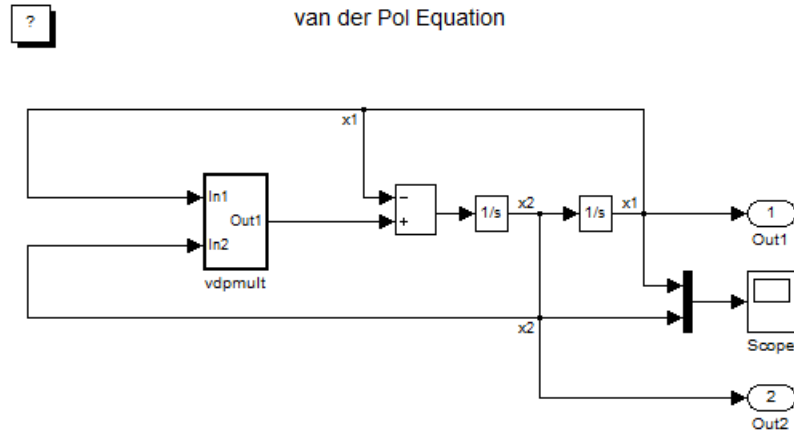 ?
van der Pol Equation
x1
In1
Out1
In2
vdpmult
−
+
1/s
x2
1/s
x1
1
Out1
x2
Scope
2
Out2